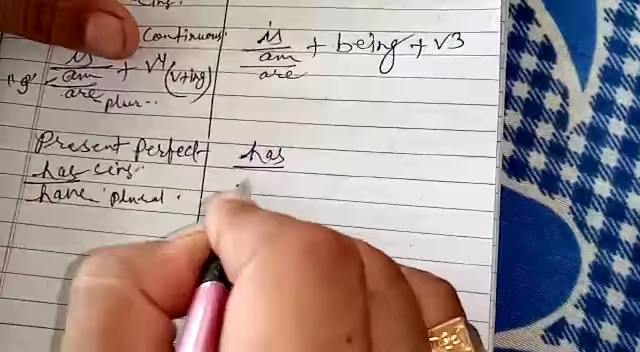 Continuous
is
am
are
+ V4 (V+ing)
"g"
plur..
is
am
are
+ being + V3
Present Perfect
has sing.
have plural.
has